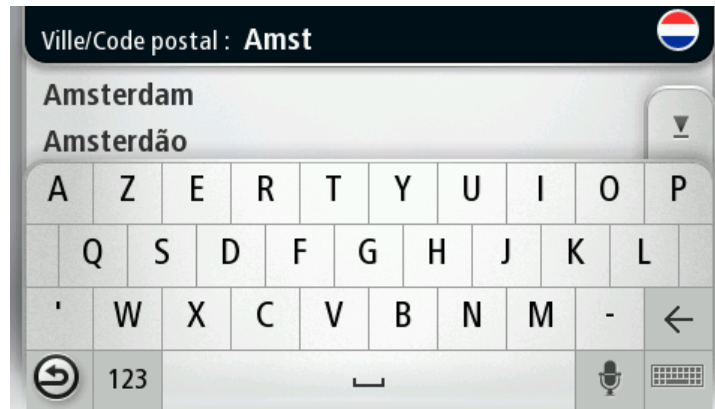 Ville/Code postal : Amst
Amsterdam
Amsterdão
A Z E R T Y U I O P
Q S D F G H J K L
' W X C V B N M -
123